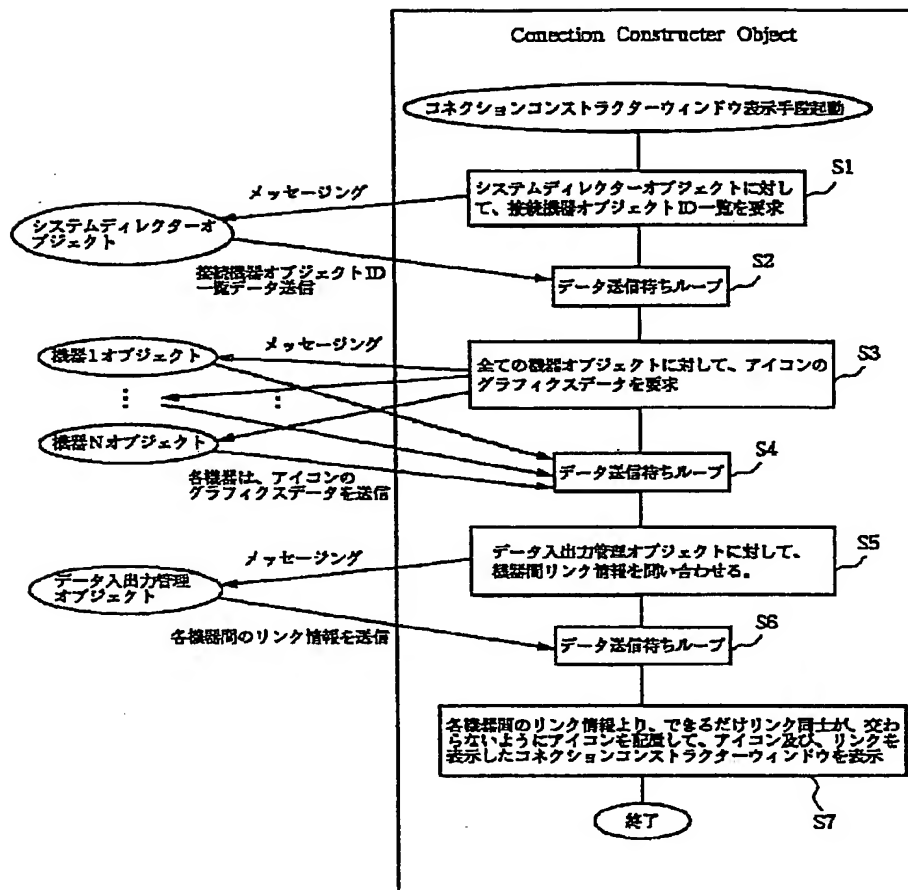 Conection Constructer Object
コネクションコンストラクターウィンドウ表示手段起動
S1
メッセージング
システムディレクターオブジェクトに対し
て、接続機器オブジェクトID一覧を要求
システムディレクターオ
ブジェクト
接続機器オブジェクトID
一覧データ送信
S2
データ送信待ちループ
メッセージング
S3
機器1オブジェクト
全ての機器オブジェクトに対して、アイコンの
グラフィクスデータを要求
機器Nオブジェクト
S4
データ送信待ちループ
各機器は、アイコンの
グラフィクスデータを送信
メッセージング
S5
データ入出力管理オブジェクトに対して、
機器間リンク情報を問い合わせる。
データ入出力管理
オブジェクト
S6
各機器間のリンク情報を送信
データ送信待ちループ
各機器間のリンク情報より、できるだけリンク同士が、交わ
らないようにアイコンを配置して、アイコン及び、リンクを
表示したコネクションコンストラクターウィンドウを表示
S7
終了